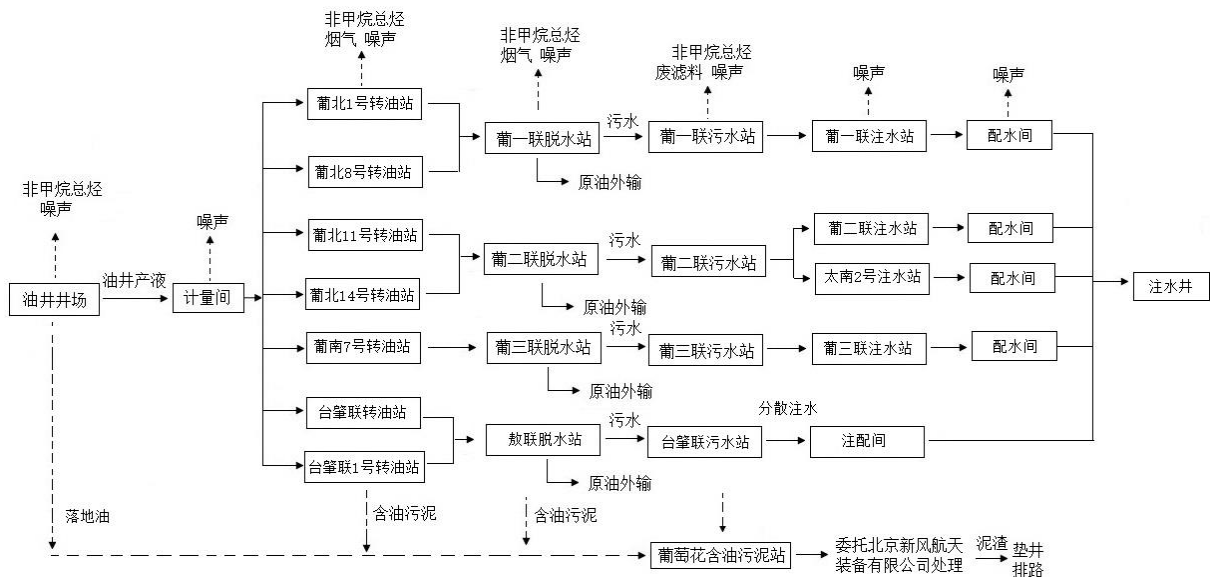 非甲烷总烃
烟气 噪声
非甲烷总烃
烟气 噪声
非甲烷总烃
废滤料 噪声
噪声
噪声
葡北1号转油站
葡一联脱水站
污水
葡一联污水站
葡一联注水站
配水间
葡北8号转油站
原油外输
非甲烷总烃
噪声
噪声
葡北11号转油站
葡二联脱水站
污水
葡二联污水站
葡二联注水站
配水间
太南2号注水站
配水间
油井井场
油井产液
计量间
葡北14号转油站
原油外输
注水井
葡南7号转油站
葡三联脱水站
污水
葡三联污水站
葡三联注水站
配水间
原油外输
台肇联转油站
敖联脱水站
污水
台肇联污水站
分散注水
注配间
台肇联1号转油站
原油外输
落地油
含油污泥
含油污泥
葡萄花含油污泥站
委托北京新风航天
装备有限公司处理
泥渣
垫井
排路